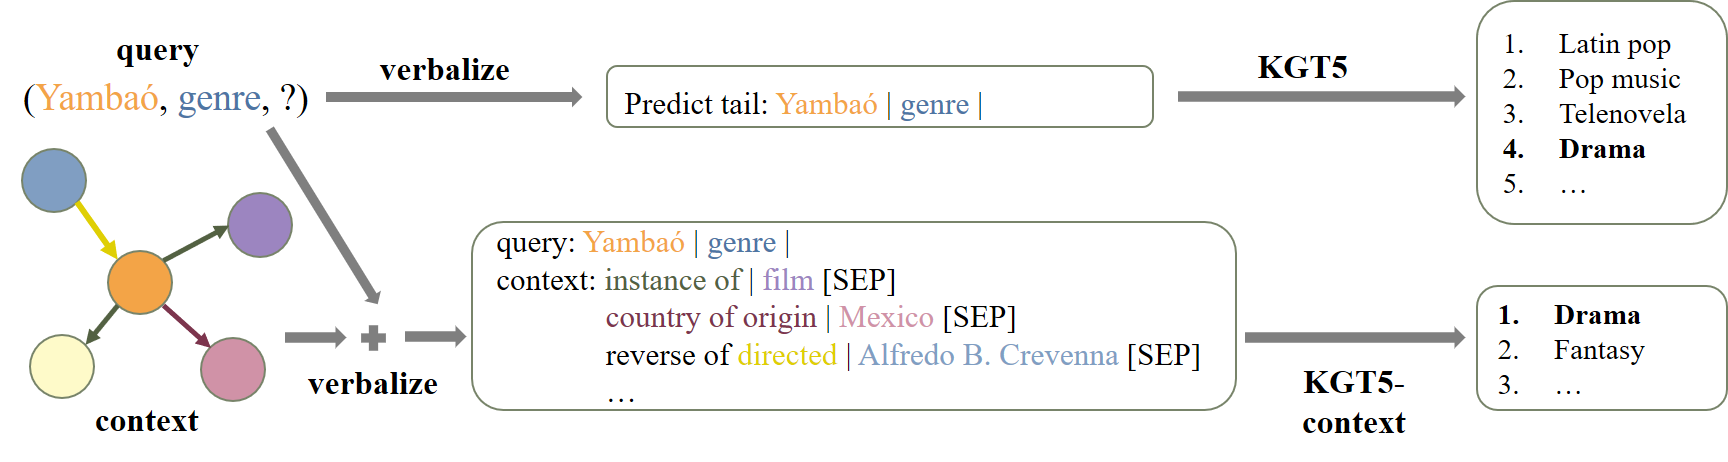 query
(Yambaó, genre, ?)
verbalize
Predict tail: Yambaó | genre |
KGT5
1. Latin pop
2. Pop music
3. Telenovela
4. Drama
5. …
context
verbalize
query: Yambaó | genre |
context: instance of | film [SEP]
country of origin | Mexico [SEP]
reverse of directed | Alfredo B. Crevenna [SEP]
…
KGT5-
context
1. Drama
2. Fantasy
3. …